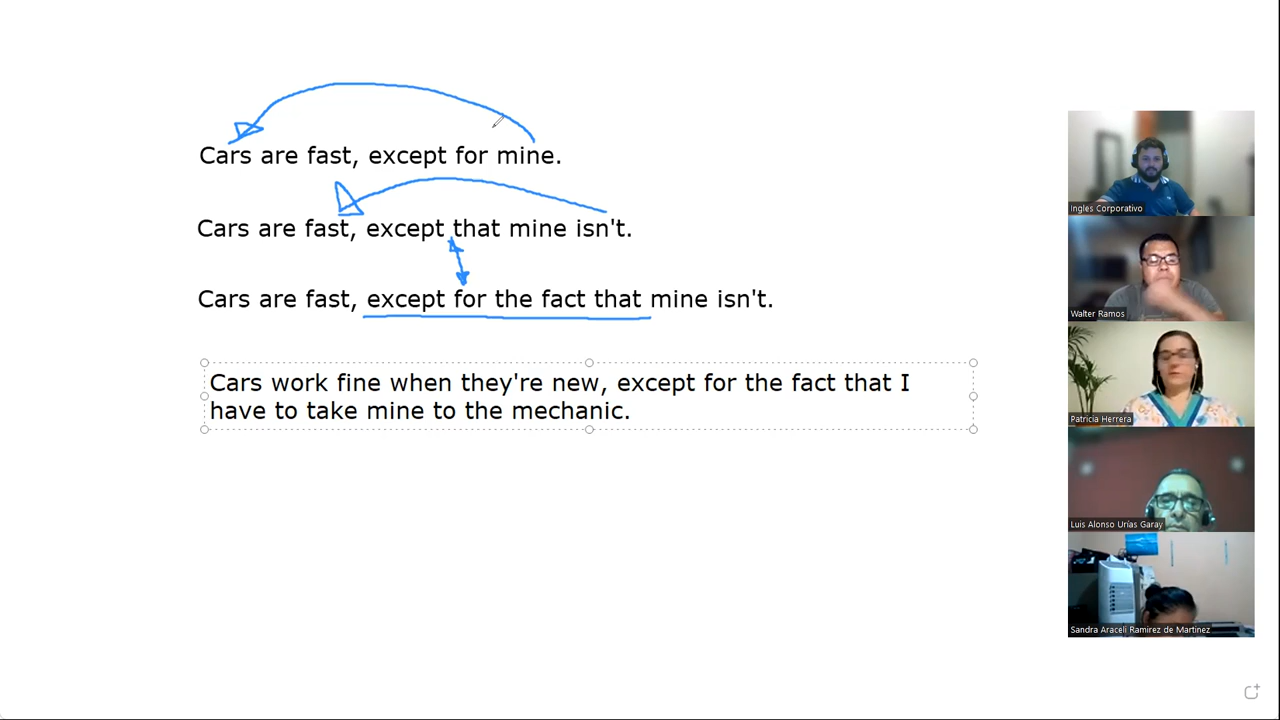 Cars are fast, except for mine.
Cars are fast, except that mine isn't.
Cars are fast, except for the fact that mine isn't.
Cars work fine when they're new, except for the fact that I
have to take mine to the mechanic.
Ingles Corporativo
Walter Ramos
Patricia Herrera
Luis Alonso Urías Garay
Sandra Araceli Ramirez de Martinez